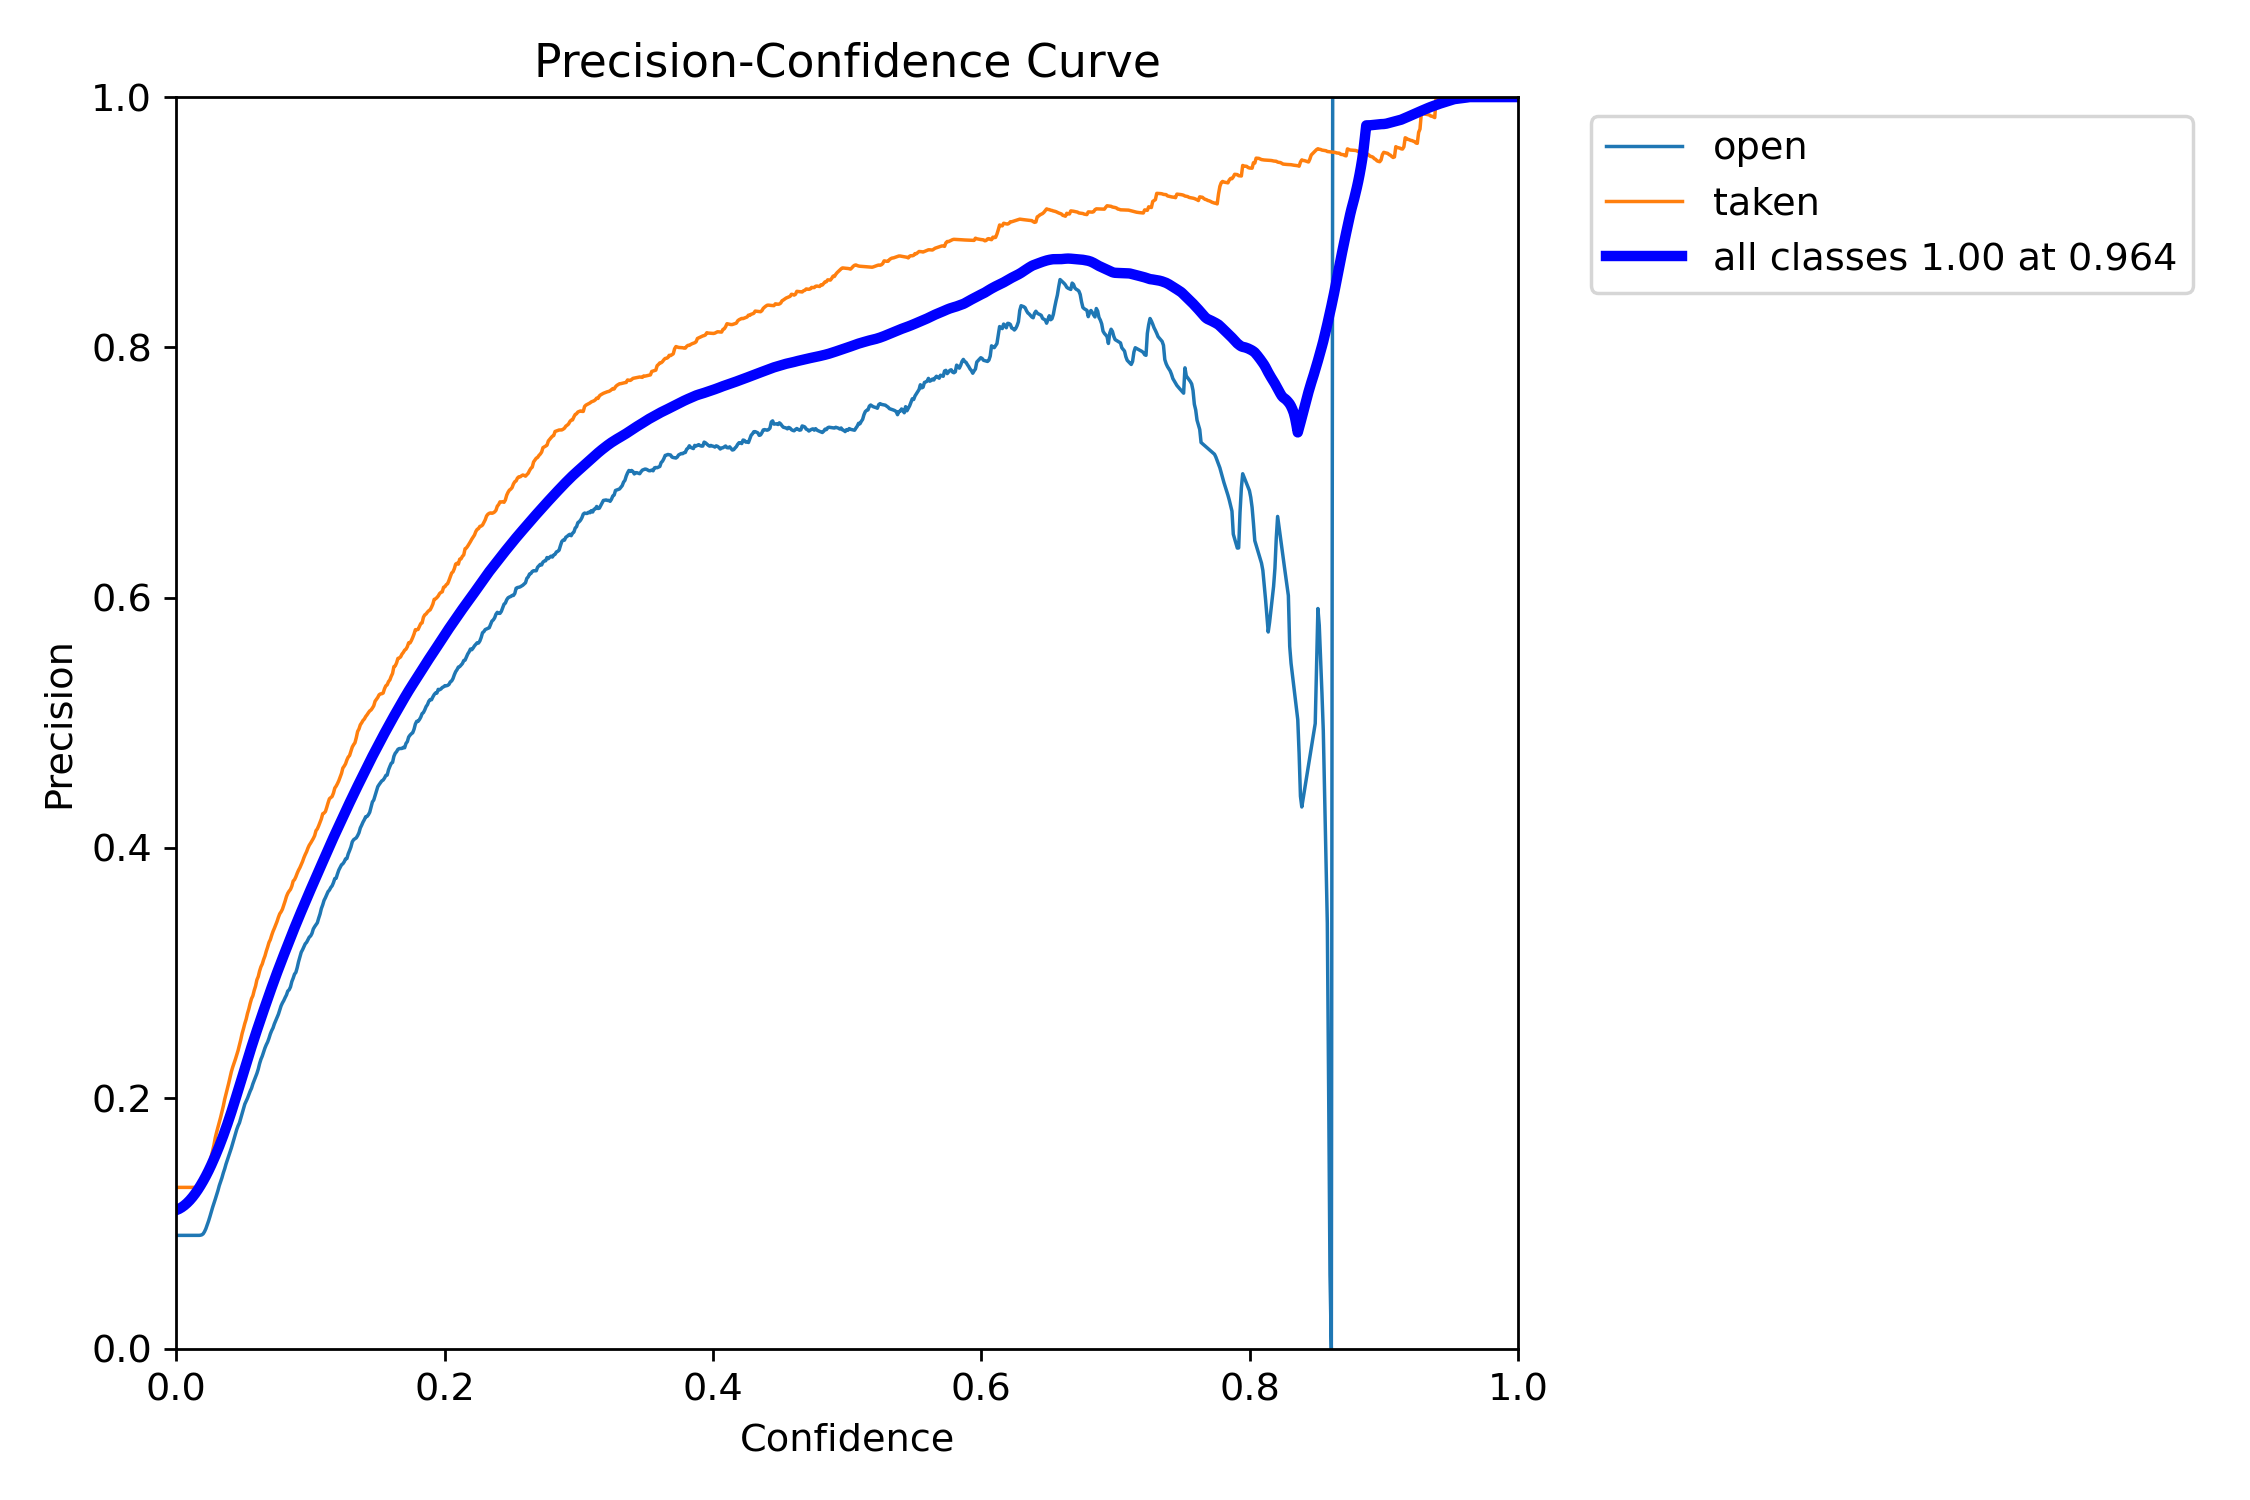 Precision-Confidence Curve
1.0
0.8
0.6
0.4
0.2
0.0
Precision
0.0 0.2 0.4 0.6 0.8 1.0
Confidence
open
taken
all classes 1.00 at 0.964